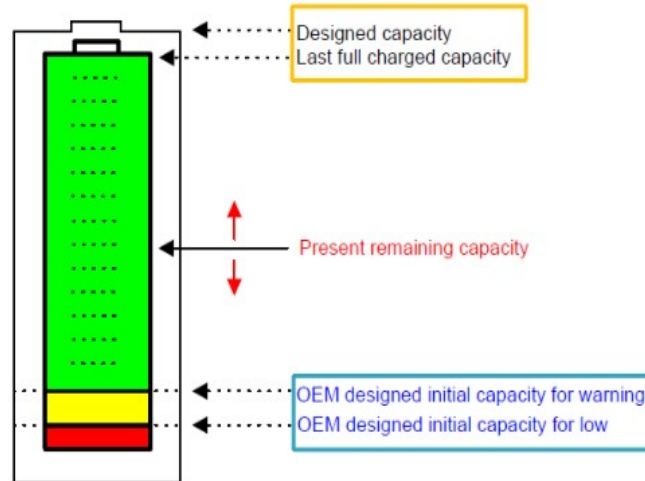 Designed capacity
Last full charged capacity
Present remaining capacity
OEM designed initial capacity for warning
OEM designed initial capacity for low